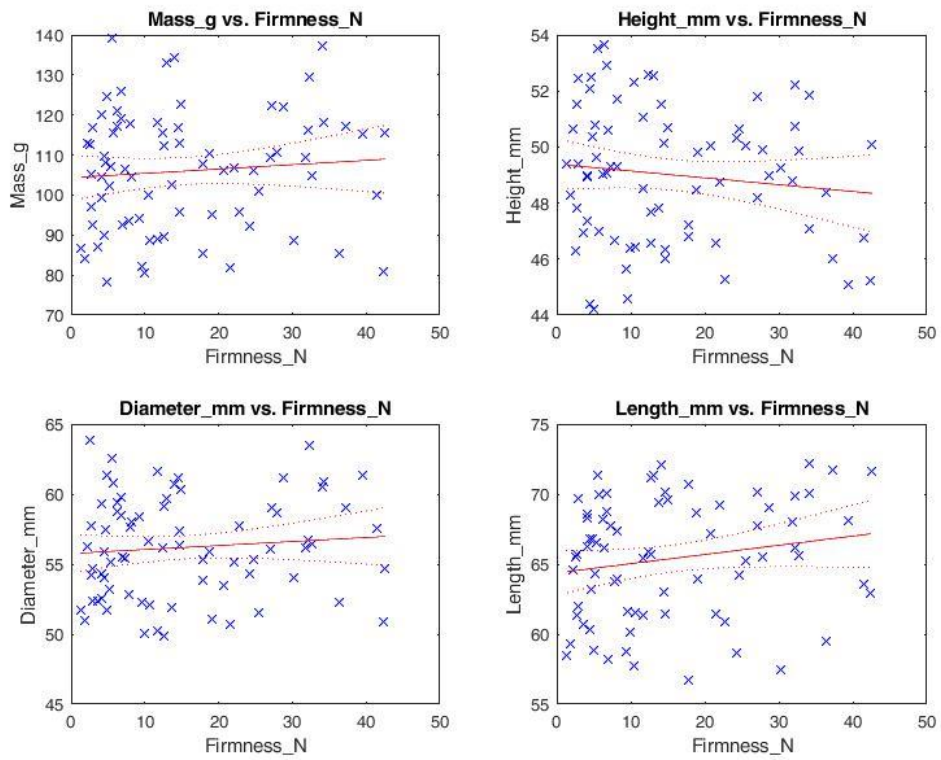 Mass_g vs. Firmness_N
140
130
120
110
100
90
80
70
Mass_g
0 10 20 30 40 50
Firmness_N
Height_mm vs. Firmness_N
54
52
50
48
46
44
Height_mm
0 10 20 30 40 50
Firmness_N
Diameter_mm vs. Firmness_N
65
60
55
50
45
Diameter_mm
0 10 20 30 40 50
Firmness_N
Length_mm vs. Firmness_N
75
70
65
60
55
Length_mm
0 10 20 30 40 50
Firmness_N